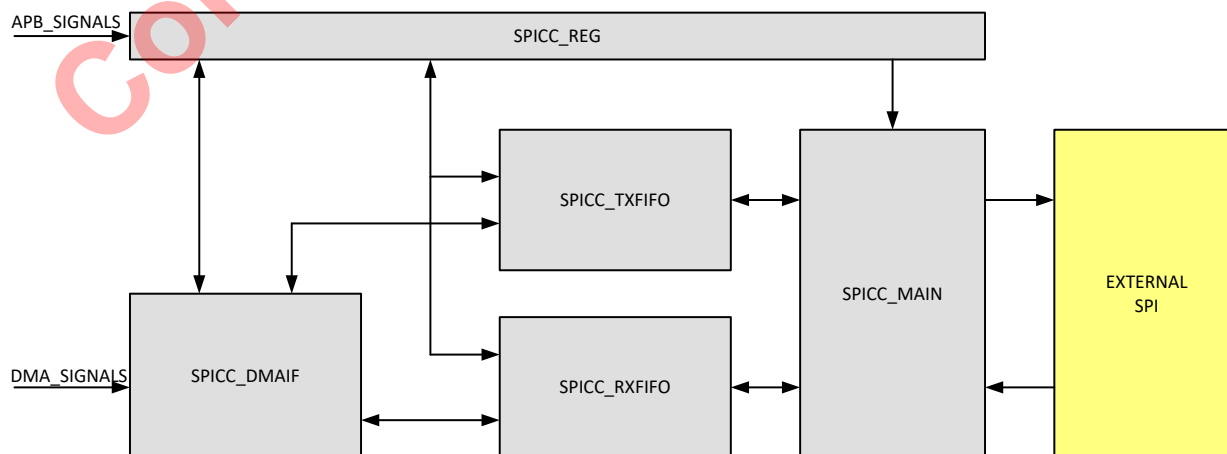 APB_SIGNALS
SPICC_REG
SPICC_TXFIFO
SPICC_MAIN
EXTERNAL
SPI
DMA_SIGNALS
SPICC_DMAIF
SPICC_RXFIFO